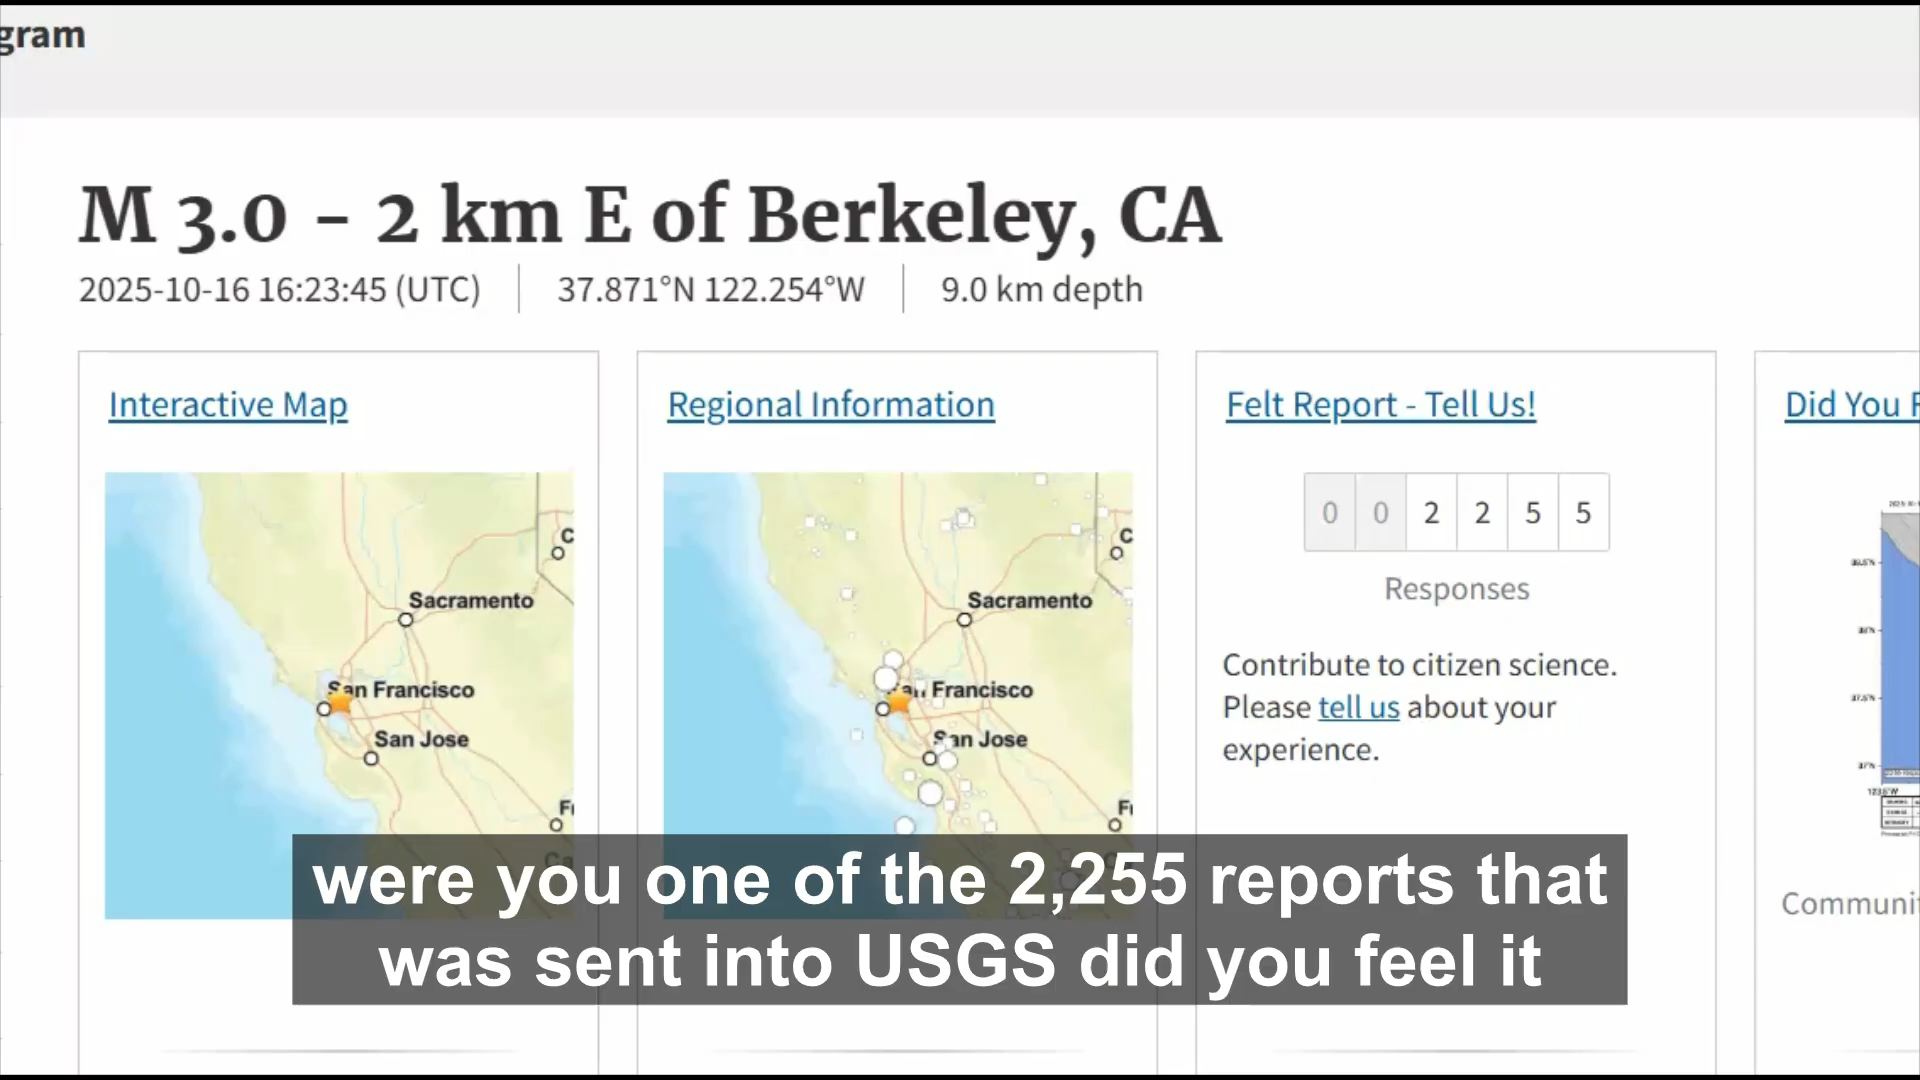 gram
M 3.0 - 2 km E of Berkeley, CA
2025-10-16 16:23:45 (UTC)
37.871°N 122.254°W
9.0 km depth
Interactive Map
Sacramento
San Francisco
San Jose
Regional Information
Sacramento
San Francisco
San Jose
Felt Report - Tell Us!
0 0 2 2 5 5
Responses
Contribute to citizen science.
Please tell us about your
experience.
Did You F
Communit
were you one of the 2,255 reports that
was sent into USGS did you feel it